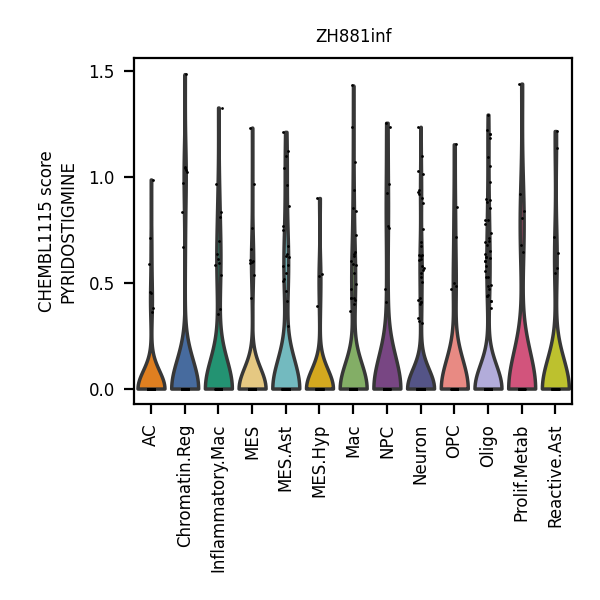 ZH881inf
CHEMBL1115 score
PYRIDOSTIGMINE
1.5
1.0
0.5
0.0
AC
Chromatin.Reg
Inflammatory.Mac
MES
MES.Ast
MES.Hyp
Mac
NPC
Neuron
OPC
Oligo
Prolif.Metab
Reactive.Ast